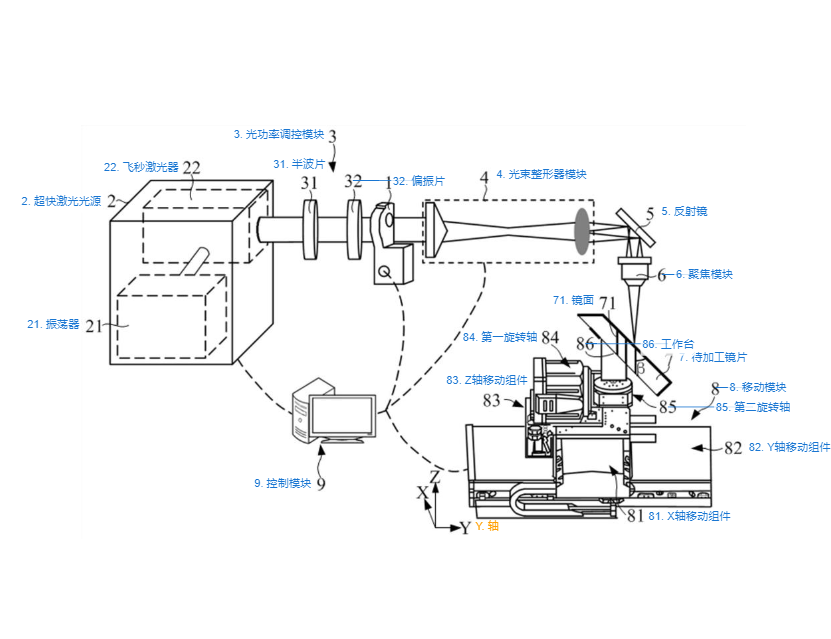 3. 光功率调控模块 3
22. 飞秒激光器 22
31. 半波片
31
32
32. 偏振片
1
4. 光束整形器模块
4
2. 超快激光光源 2
5. 反射镜
5
6
6. 聚焦模块
71. 镜面 71
21. 振荡器 21
84. 第一旋转轴 84
86
86. 工作台
7. 待加工镜片
β
83. Z轴移动组件
83
8
8. 移动模块
85
85. 第二旋转轴
82
82. Y轴移动组件
9. 控制模块 9
Z
X
Y
Y. 轴
81
81. X轴移动组件